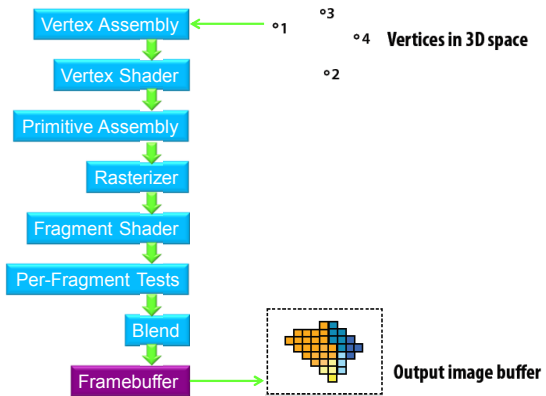 Vertex Assembly
°1
°3
°4
Vertices in 3D space
°2
Vertex Shader
Primitive Assembly
Rasterizer
Fragment Shader
Per-Fragment Tests
Blend
Framebuffer
Output image buffer